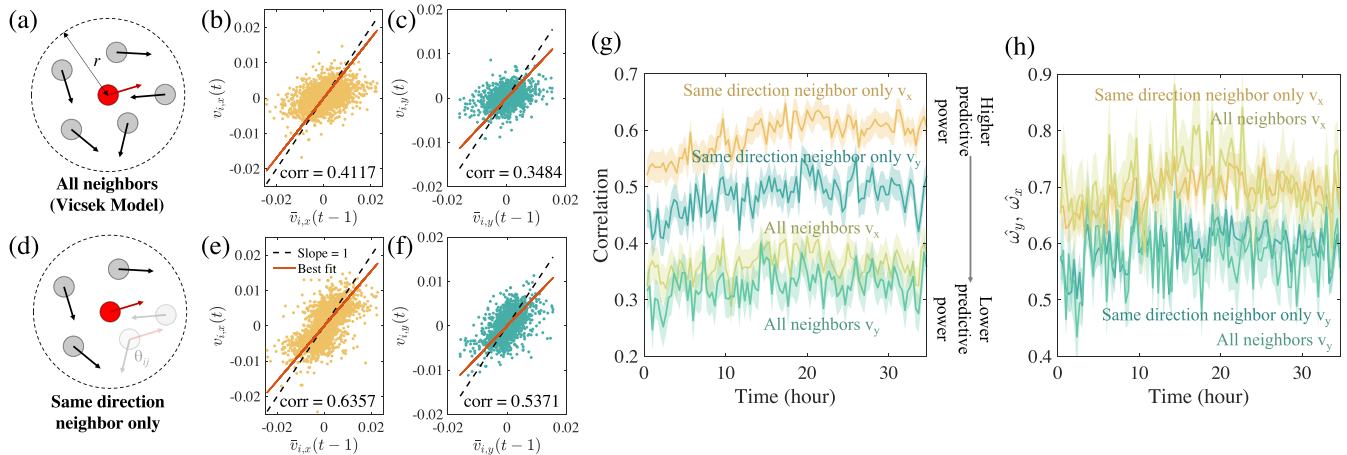 (a)
r
All neighbors
(Vicsek Model)
(b)
0.02
0.01
0
-0.01
-0.02
v_{i,x}(t)
corr = 0.4117
-0.02
0
0.02
v̄_{i,x}(t − 1)
(c)
0.02
0.01
0
-0.01
-0.02
v_{i,y}(t)
corr = 0.3484
-0.02
0
0.02
v̄_{i,y}(t − 1)
(d)
θ_{ij}
Same direction
neighbor only
(e)
0.02
0.01
0
-0.01
-0.02
v_{i,x}(t)
Slope = 1
Best fit
corr = 0.6357
-0.02
0
0.02
v̄_{i,x}(t − 1)
(f)
0.02
0.01
0
-0.01
-0.02
v_{i,y}(t)
corr = 0.5371
-0.02
0
0.02
v̄_{i,y}(t − 1)
(g)
0.7
0.6
0.5
0.4
0.3
0.2
Correlation
Same direction neighbor only v_x
Same direction neighbor only v_y
All neighbors v_x
All neighbors v_y
0
10
20
30
Time (hour)
Higher
predictive
power
Lower
predictive
power
(h)
0.9
0.8
0.7
0.6
0.5
0.4
ω̂_y, ω̂_x
Same direction neighbor only v_x
All neighbors v_x
Same direction neighbor only v_y
All neighbors v_y
0
10
20
30
Time (hour)